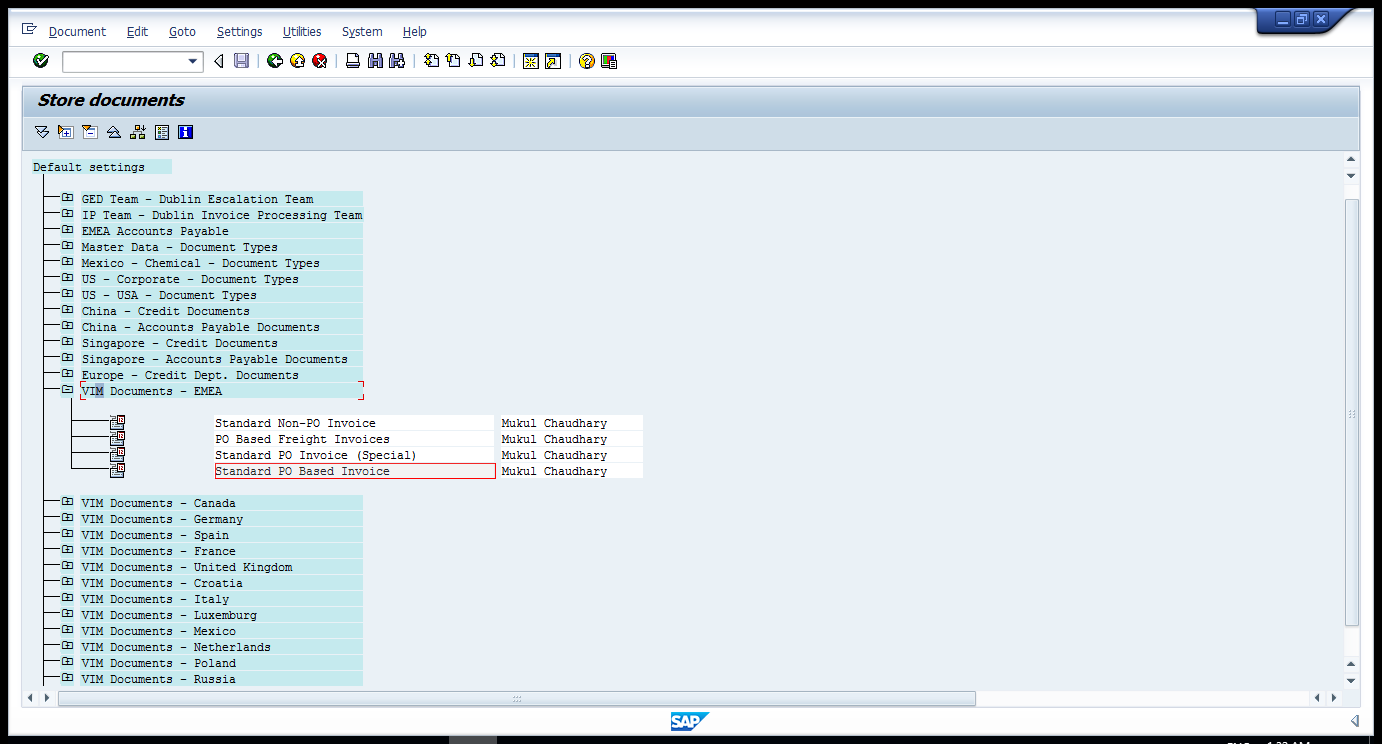 Document Edit Goto Settings Utilities System Help
Store documents
Default settings
GED Team - Dublin Escalation Team
IP Team - Dublin Invoice Processing Team
EMEA Accounts Payable
Master Data - Document Types
Mexico - Chemical - Document Types
US - Corporate - Document Types
US - USA - Document Types
China - Credit Documents
China - Accounts Payable Documents
Singapore - Credit Documents
Singapore - Accounts Payable Documents
Europe - Credit Dept. Documents
VIM Documents - EMEA
Standard Non-PO Invoice Mukul Chaudhary
PO Based Freight Invoices Mukul Chaudhary
Standard PO Invoice (Special) Mukul Chaudhary
Standard PO Based Invoice Mukul Chaudhary
VIM Documents - Canada
VIM Documents - Germany
VIM Documents - Spain
VIM Documents - France
VIM Documents - United Kingdom
VIM Documents - Croatia
VIM Documents - Italy
VIM Documents - Luxemburg
VIM Documents - Mexico
VIM Documents - Netherlands
VIM Documents - Poland
VIM Documents - Russia
SAP